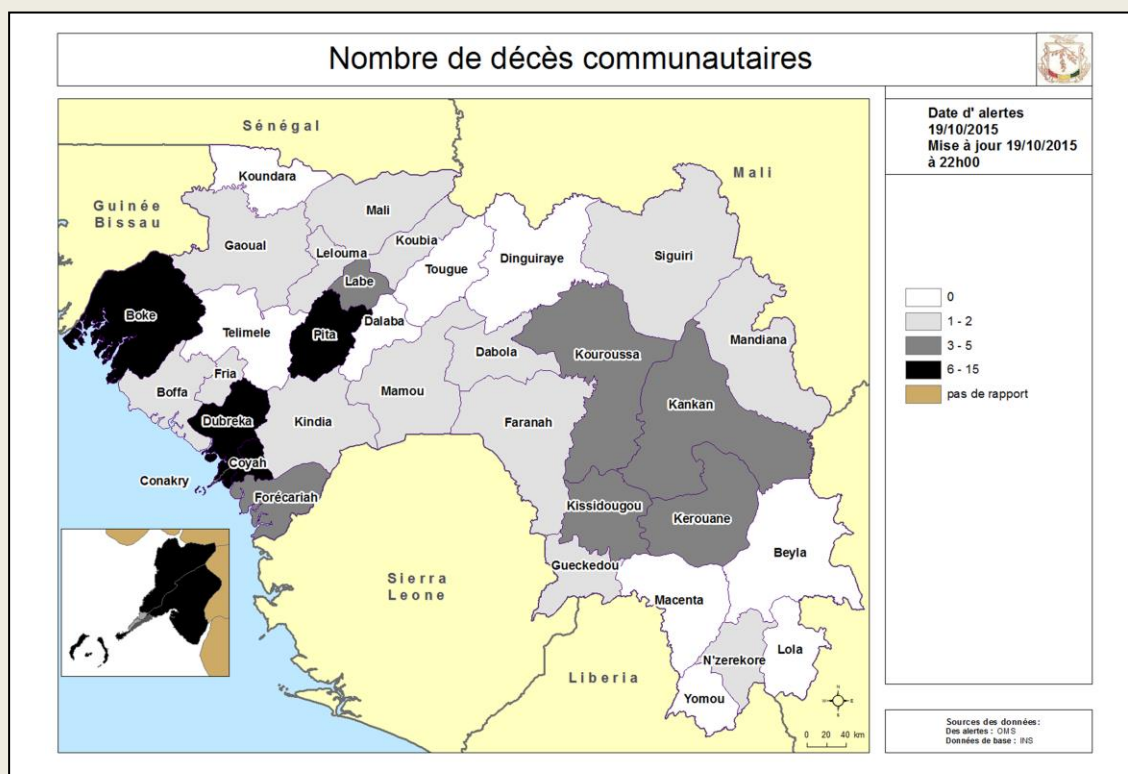 Nombre de décès communautaires
Date d' alertes
19/10/2015
Mise à jour 19/10/2015
à 22h00
0
1 - 2
3 - 5
6 - 15
pas de rapport
Sénégal
Mali
Guinée
Bissau
Koundara
Mali
Gaoual
Koubia
Lelouma
Tougue
Dinguiraye
Siguiri
Labe
Boke
Telimele
Pita
Dalaba
Dabola
Kouroussa
Mandiana
Fria
Boffa
Mamou
Kankan
Dubreka
Kindia
Faranah
Coyah
Conakry
Forécariah
Kissidougou
Kerouane
Beyla
Gueckedou
Sierra
Leone
Macenta
Lola
N'zerekore
Liberia
Yomou
0 20 40 km
Sources des données:
Des alertes : OMS
Données de base : INS